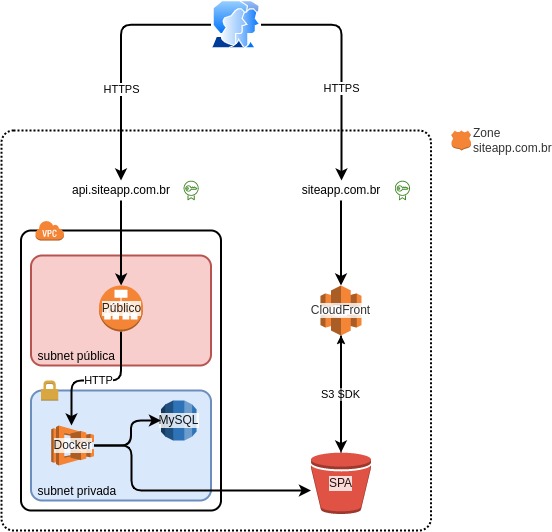 HTTPS
HTTPS
Zone
siteapp.com.br
api.siteapp.com.br
siteapp.com.br
VPC
Público
CloudFront
subnet pública
HTTP
S3 SDK
MySQL
Docker
SPA
subnet privada